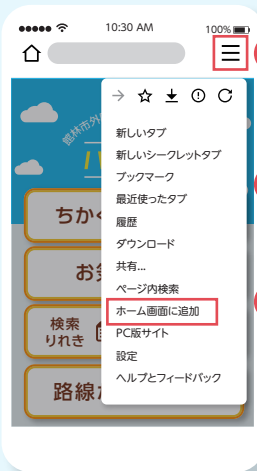 10:30 AM
100%
館林市外
新しいタブ
新しいシークレットタブ
ブックマーク
最近使ったタブ
履歴
ダウンロード
共有...
ページ内検索
ホーム画面に追加
PC版サイト
設定
ヘルプとフィードバック
ちか
お
検索
りれき
路線